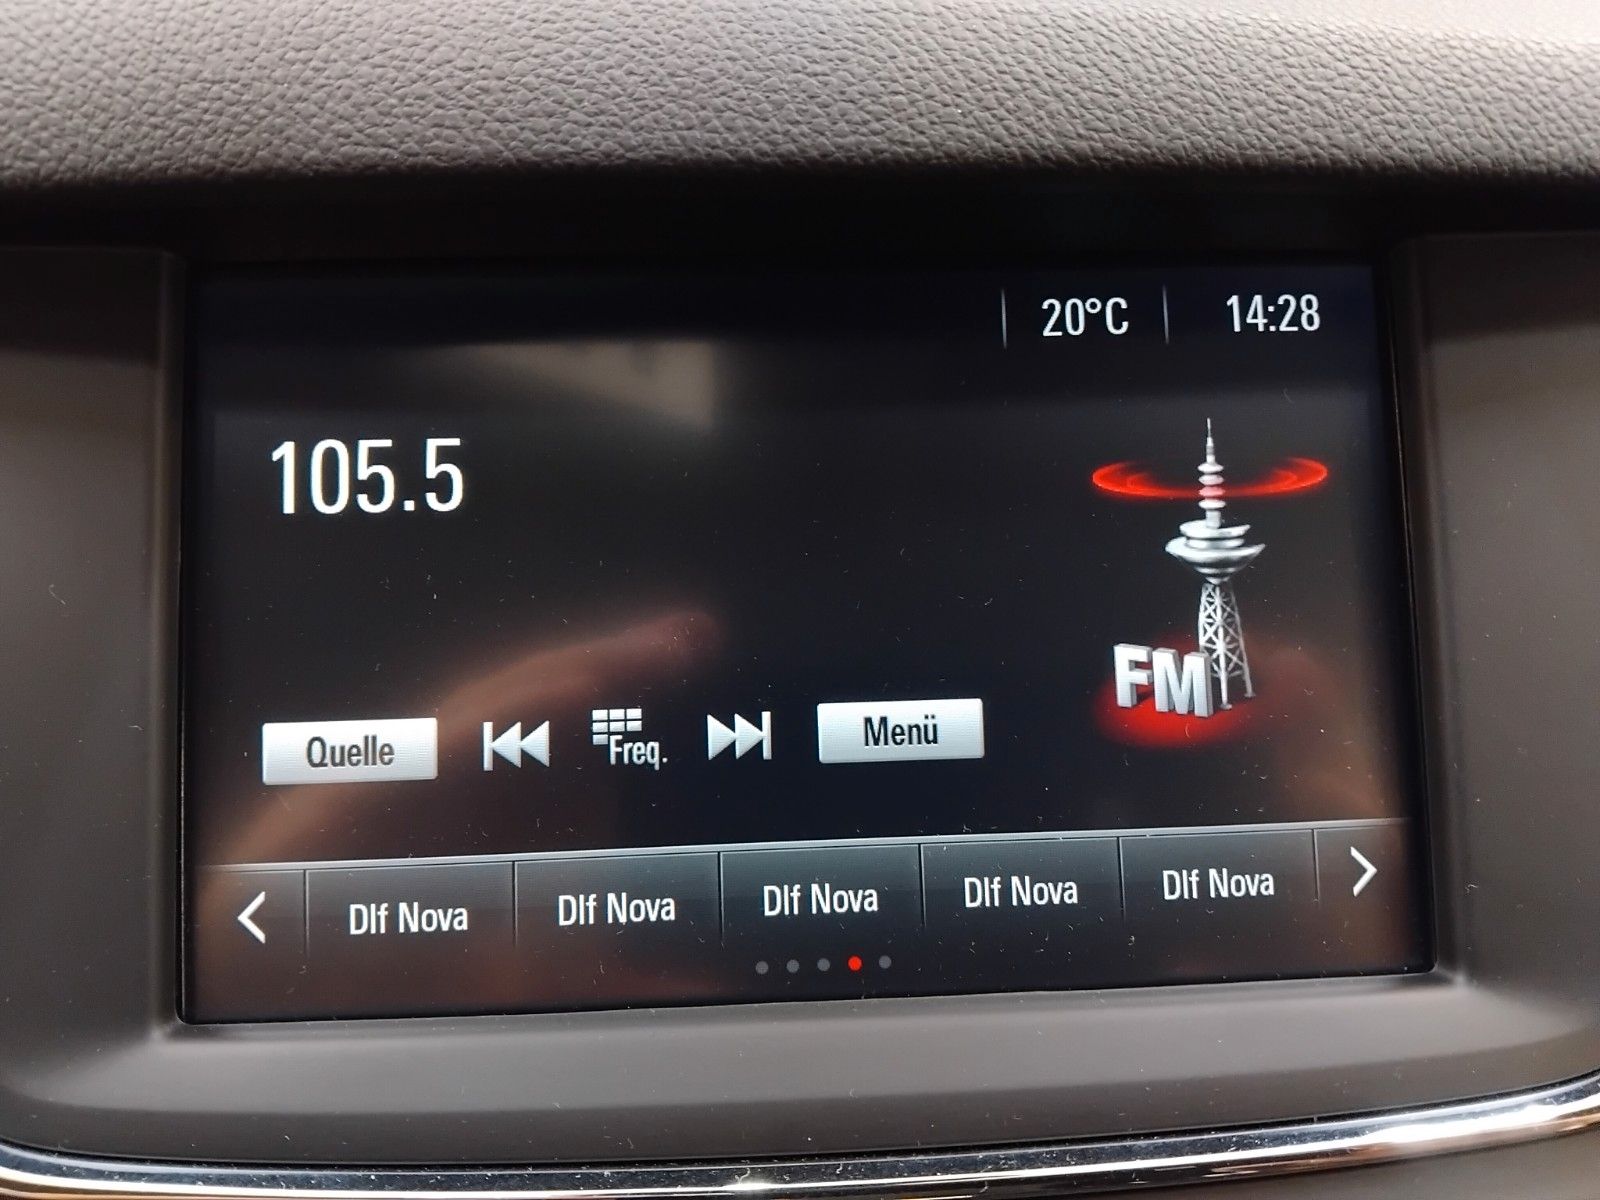 20°C 14:28
105.5
FM
Quelle Freq. Menü
Dlf Nova Dlf Nova Dlf Nova Dlf Nova Dlf Nova